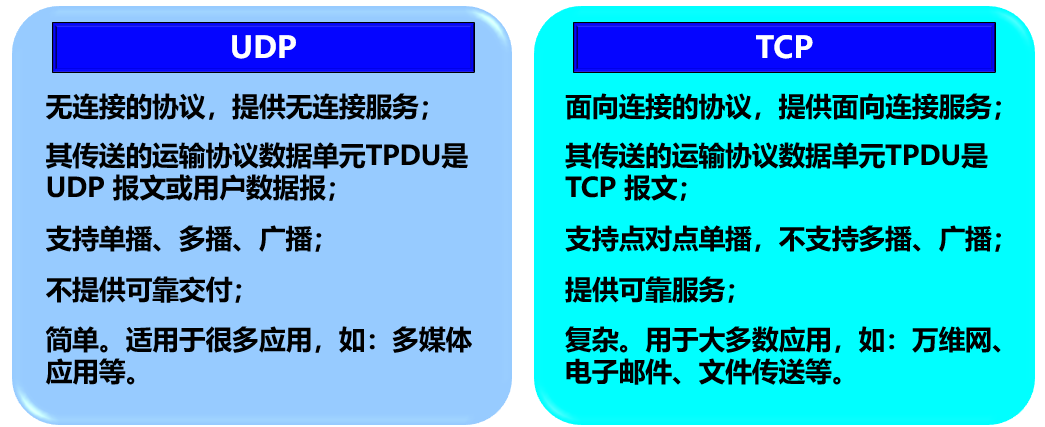 UDP
无连接的协议，提供无连接服务；
其传送的运输协议数据单元TPDU是
UDP 报文或用户数据报；
支持单播、多播、广播；
不提供可靠交付；
简单。适用于很多应用，如：多媒体
应用等。
TCP
面向连接的协议，提供面向连接服务；
其传送的运输协议数据单元TPDU是
TCP 报文；
支持点对点单播，不支持多播、广播；
提供可靠服务；
复杂。用于大多数应用，如：万维网、
电子邮件、文件传送等。